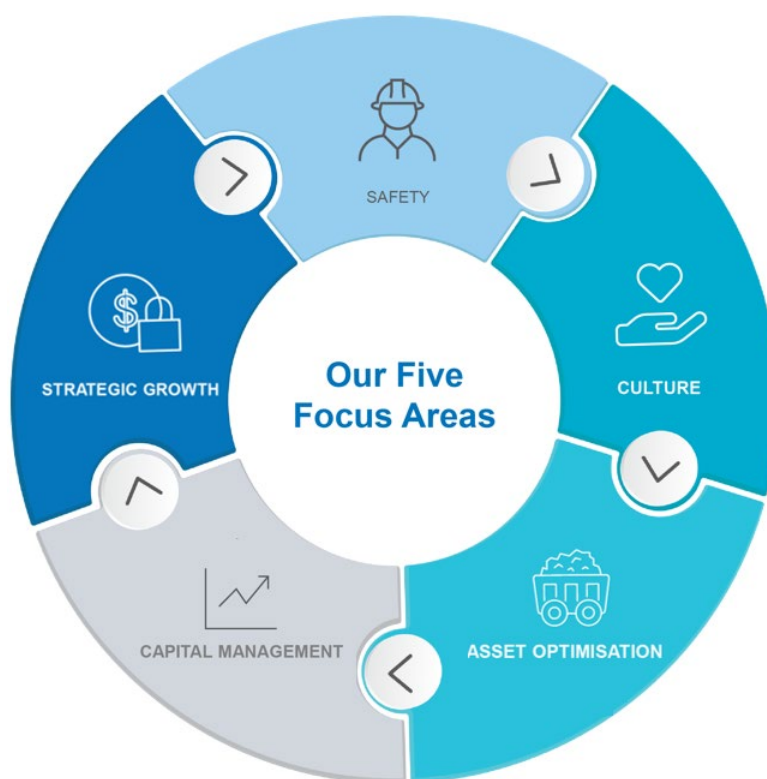 SAFETY
STRATEGIC GROWTH
Our Five
Focus Areas
CULTURE
CAPITAL MANAGEMENT
ASSET OPTIMISATION
$